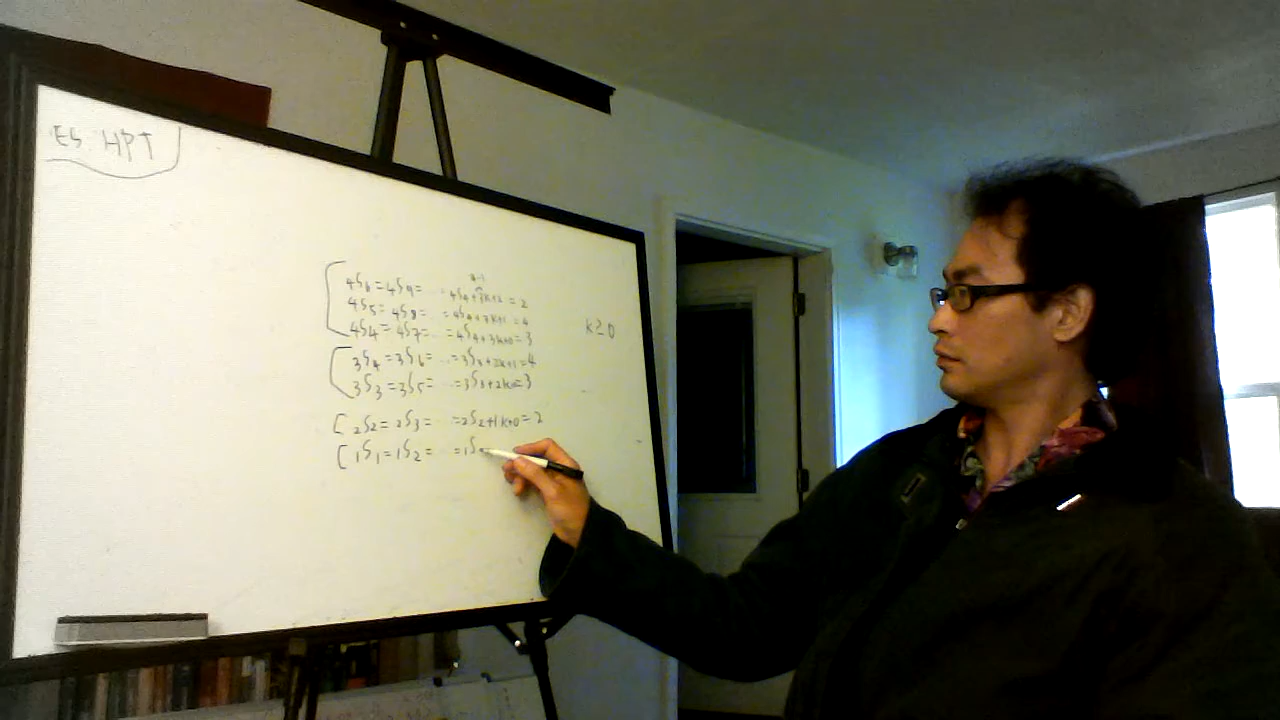 ES. HPT
4S6 = 4S9 = ... = 4S4+3k+2 = 2
4S5 = 4S8 = ... = 4S4+3k+1 = 4
4S4 = 4S7 = ... = 4S4+3k+0 = 3
k ≥ 0
3S4 = 3S6 = ... = 3S3+2k+1 = 4
3S3 = 3S5 = ... = 3S3+2k+0 = 3
2S2 = 2S3 = ... = 2S2+1k+0 = 2
1S1 = 1S2 = ... = 1S